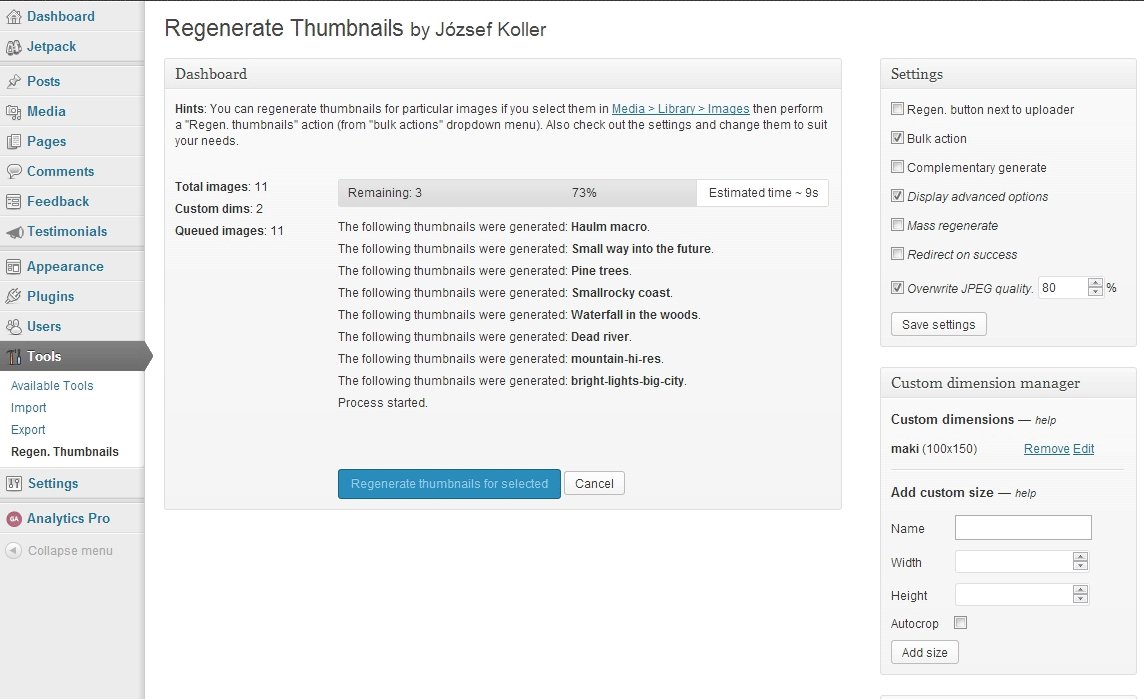 Dashboard
Jetpack
Posts
Media
Pages
Comments
Feedback
Testimonials
Appearance
Plugins
Users
Tools
Available Tools
Import
Export
Regen. Thumbnails
Settings
GA Analytics Pro
Collapse menu
Regenerate Thumbnails by József Koller
Dashboard
Hints: You can regenerate thumbnails for particular images if you select them in Media > Library > Images then perform
a "Regen. thumbnails" action (from "bulk actions" dropdown menu). Also check out the settings and change them to suit
your needs.
Total images: 11
Custom dims: 2
Queued images: 11
Remaining: 3 73% Estimated time ~ 9s
The following thumbnails were generated: Haulm macro.
The following thumbnails were generated: Small way into the future.
The following thumbnails were generated: Pine trees.
The following thumbnails were generated: Smallrocky coast.
The following thumbnails were generated: Waterfall in the woods.
The following thumbnails were generated: Dead river.
The following thumbnails were generated: mountain-hi-res.
The following thumbnails were generated: bright-lights-big-city.
Process started.
Regenerate thumbnails for selected Cancel
Settings
Regen. button next to uploader
Bulk action
Complementary generate
Display advanced options
Mass regenerate
Redirect on success
Overwrite JPEG quality. 80 %
Save settings
Custom dimension manager
Custom dimensions — help
maki (100x150) Remove Edit
Add custom size — help
Name
Width
Height
Autocrop
Add size